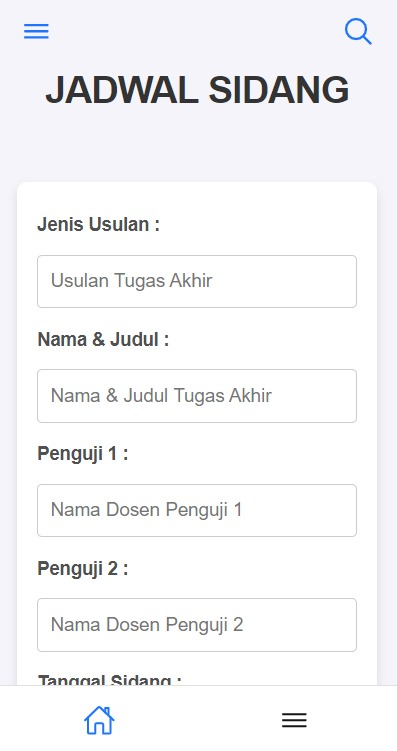 JADWAL SIDANG
Jenis Usulan :
Usulan Tugas Akhir
Nama & Judul :
Nama & Judul Tugas Akhir
Penguji 1 :
Nama Dosen Penguji 1
Penguji 2 :
Nama Dosen Penguji 2
Tanggal Sidang :